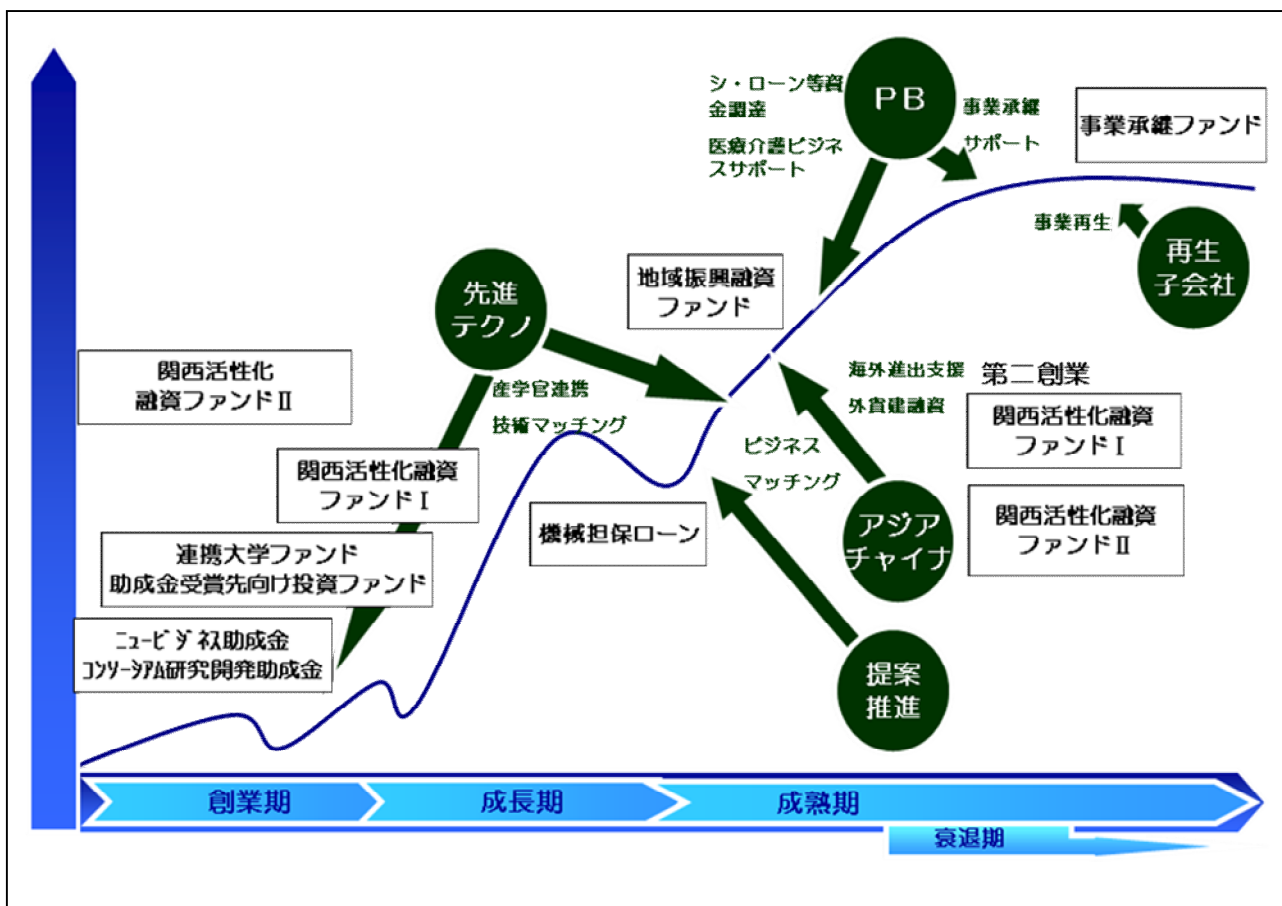 シ・ローン等資
金調達
医療介護ビジネ
スサポート
PB
事業承継
サポート
事業承継ファンド
事業再生
再生
子会社
先進
テクノ
地域振興融資
ファンド
関西活性化
融資ファンドⅡ
産学官連携
技術マッチング
海外進出支援
外貨建融資
第二創業
関西活性化融資
ファンドⅠ
ビジネス
マッチング
関西活性化融資
ファンドⅠ
機械担保ローン
アジア
チャイナ
関西活性化融資
ファンドⅡ
連携大学ファンド
助成金受賞先向け投資ファンド
ニュービジネス助成金
コンソーシアム研究開発助成金
提案
推進
創業期
成長期
成熟期
衰退期